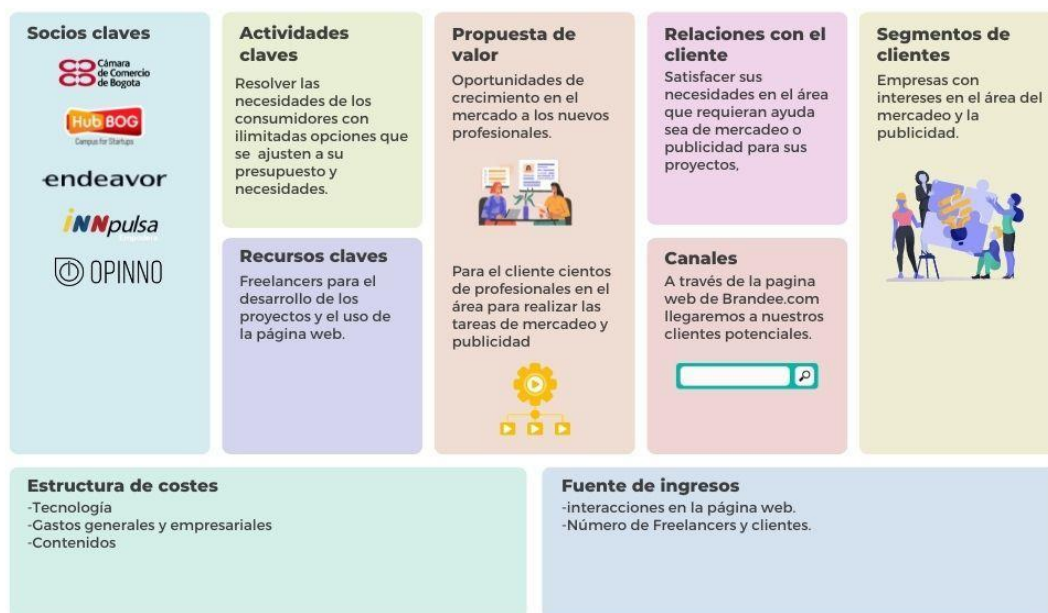 Socios claves
Cámara
de Comercio
de Bogota
Hub BOG
Campus for Startups
endeavor
iNNpulsa
OPINNO
Actividades
claves
Resolver las
necesidades de los
consumidores con
ilimitadas opciones que
se ajusten a su
presupuesto y
necesidades.
Recursos claves
Freelancers para el
desarrollo de los
proyectos y el uso de
la página web.
Propuesta de
valor
Oportunidades de
crecimiento en el
mercado a los nuevos
profesionales.
Para el cliente cientos
de profesionales en el
área para realizar las
tareas de mercadeo y
publicidad
Relaciones con el
cliente
Satisfacer sus
necesidades en el área
que requieran ayuda
sea de mercadeo o
publicidad para sus
proyectos,
Canales
A través de la pagina
web de Brandee.com
llegaremos a nuestros
clientes potenciales.
Segmentos de
clientes
Empresas con
intereses en el área del
mercadeo y la
publicidad.
Estructura de costes
-Tecnología
-Gastos generales y empresariales
-Contenidos
Fuente de ingresos
-interacciones en la página web.
-Número de Freelancers y clientes.